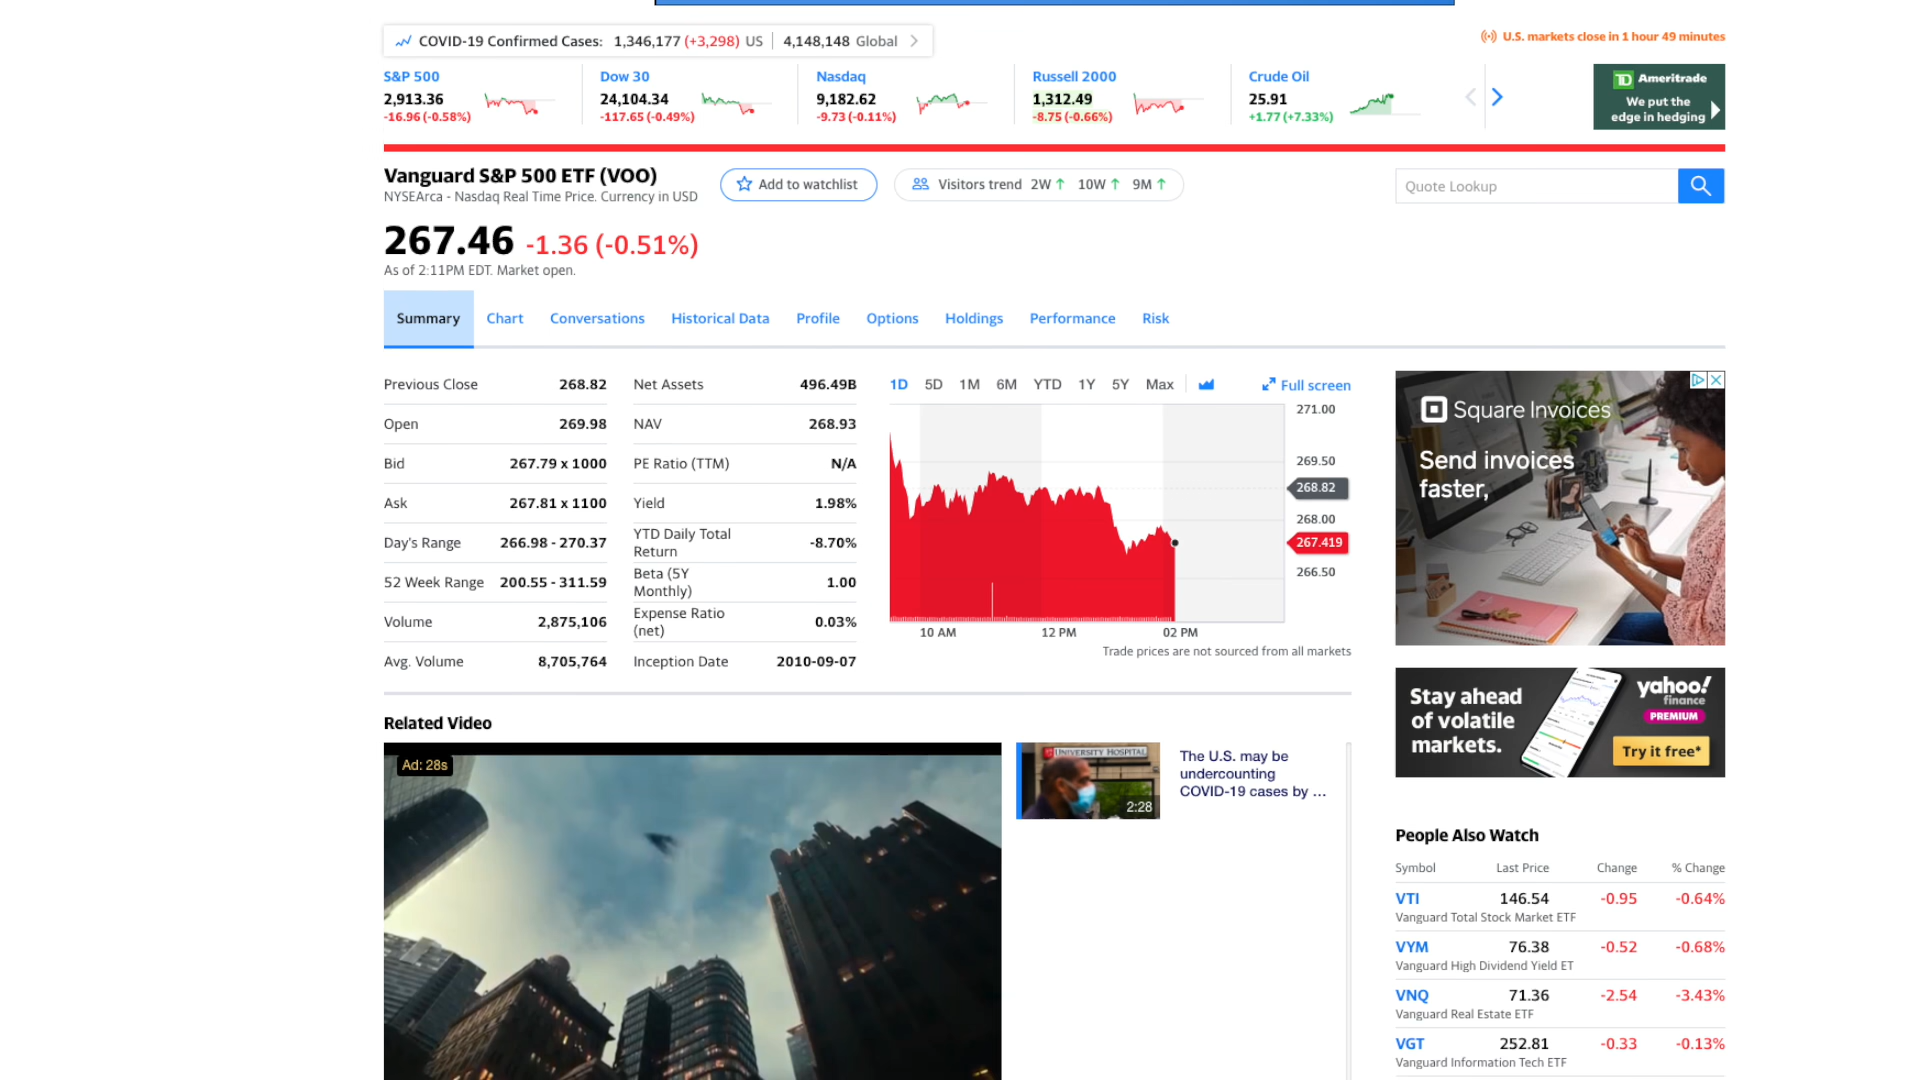 COVID-19 Confirmed Cases: 1,346,177 (+3,298) US 4,148,148 Global
U.S. markets close in 1 hour 49 minutes
S&P 500
2,913.36
-16.96 (-0.58%)
Dow 30
24,104.34
-117.65 (-0.49%)
Nasdaq
9,182.62
-9.73 (-0.11%)
Russell 2000
1,312.49
-8.75 (-0.66%)
Crude Oil
25.91
+1.77 (+7.33%)
TD Ameritrade
We put the
edge in hedging
Vanguard S&P 500 ETF (VOO)
NYSEArca - Nasdaq Real Time Price. Currency in USD
Add to watchlist
Visitors trend 2W ↑ 10W ↑ 9M ↑
Quote Lookup
267.46 -1.36 (-0.51%)
As of 2:11PM EDT. Market open.
Summary Chart Conversations Historical Data Profile Options Holdings Performance Risk
Previous Close 268.82
Open 269.98
Bid 267.79 x 1000
Ask 267.81 x 1100
Day's Range 266.98 - 270.37
52 Week Range 200.55 - 311.59
Volume 2,875,106
Avg. Volume 8,705,764
Net Assets 496.49B
NAV 268.93
PE Ratio (TTM) N/A
Yield 1.98%
YTD Daily Total
Return -8.70%
Beta (5Y
Monthly) 1.00
Expense Ratio
(net) 0.03%
Inception Date 2010-09-07
1D 5D 1M 6M YTD 1Y 5Y Max
Full screen
271.00
269.50
268.82
268.00
267.419
266.50
10 AM 12 PM 02 PM
Trade prices are not sourced from all markets
Square Invoices
Send invoices
faster,
Stay ahead
of volatile
markets.
yahoo!
finance
PREMIUM
Try it free*
Related Video
Ad: 28s
UNIVERSITY HOSPITAL
2:28
The U.S. may be
undercounting
COVID-19 cases by ...
People Also Watch
Symbol Last Price Change % Change
VTI 146.54 -0.95 -0.64%
Vanguard Total Stock Market ETF
VYM 76.38 -0.52 -0.68%
Vanguard High Dividend Yield ET
VNQ 71.36 -2.54 -3.43%
Vanguard Real Estate ETF
VGT 252.81 -0.33 -0.13%
Vanguard Information Tech ETF